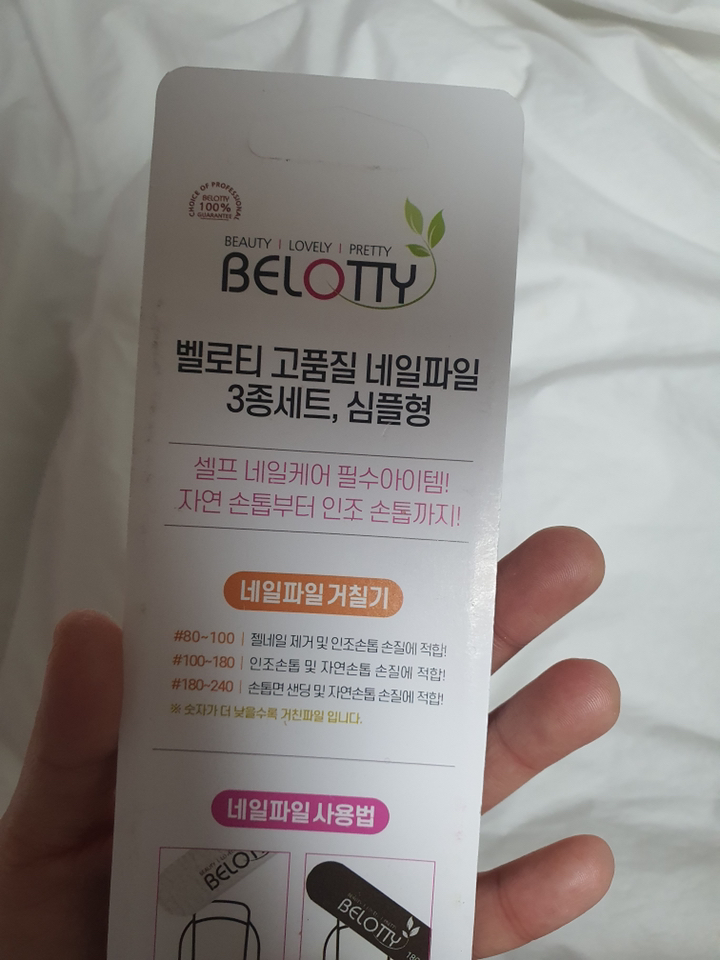 CHOICE OF PROFESSIONAL
BELOTTY
100%
GUARANTEE
BEAUTY | LOVELY | PRETTY
BELOTTY
벨로티 고품질 네일파일
3종세트, 심플형
셀프 네일케어 필수아이템!
자연 손톱부터 인조 손톱까지!
네일파일 거칠기
#80~100 | 젤네일 제거 및 인조손톱 손질에 적합!
#100~180 | 인조손톱 및 자연손톱 손질에 적합!
#180~240 | 손톱면 샌딩 및 자연손톱 손질에 적합!
※ 숫자가 더 낮을수록 거친파일 입니다.
네일파일 사용법
BELOTTY
BELOTTY